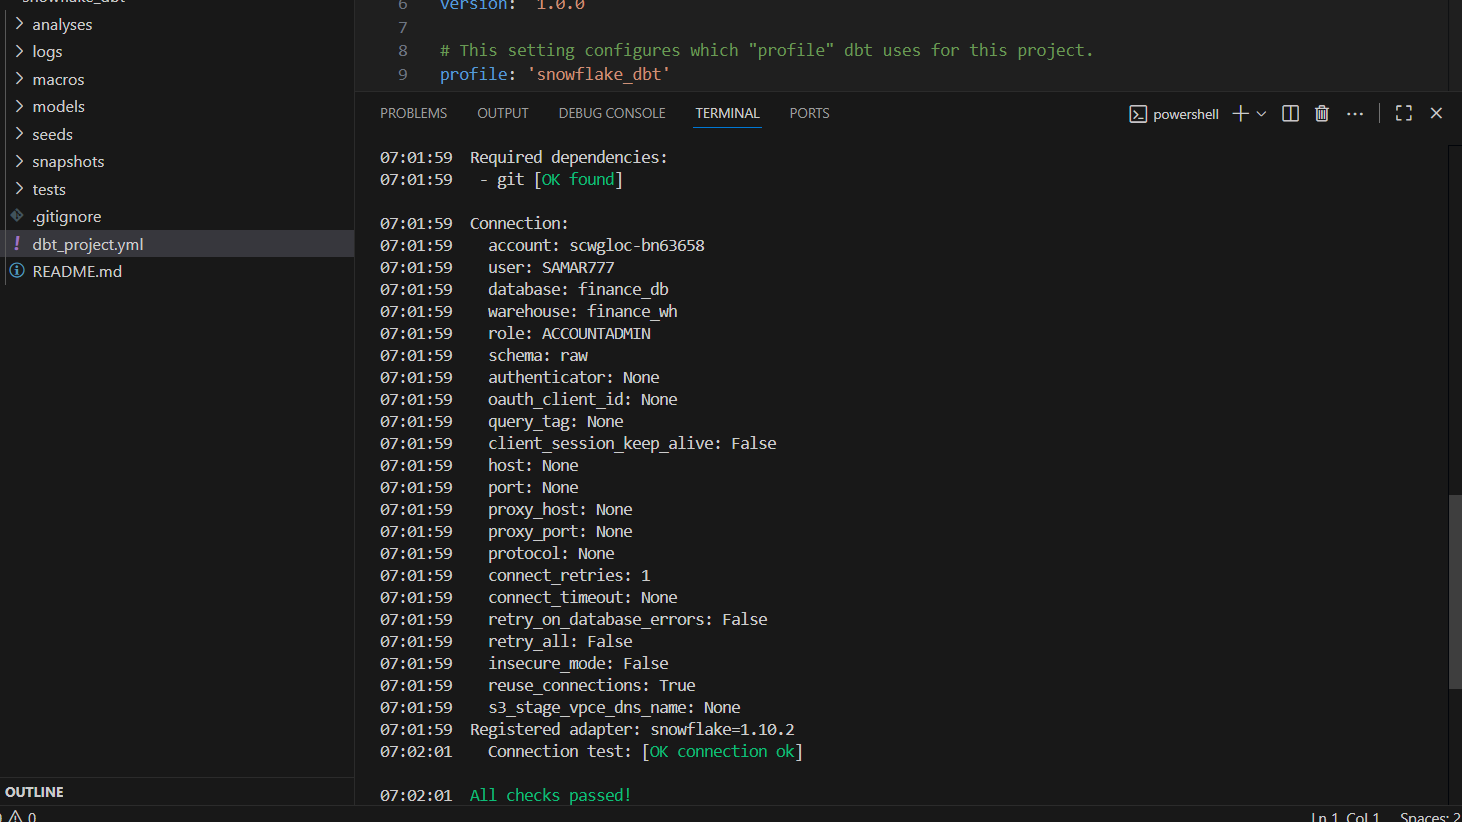 snowflake_dbt
analyses
logs
macros
models
seeds
snapshots
tests
.gitignore
! dbt_project.yml
README.md
OUTLINE
0
6 version: '1.0.0
7
8 # This setting configures which "profile" dbt uses for this project.
9 profile: 'snowflake_dbt'
PROBLEMS OUTPUT DEBUG CONSOLE TERMINAL PORTS powershell
07:01:59 Required dependencies:
07:01:59 - git [OK found]
07:01:59 Connection:
07:01:59 account: scwgloc-bn63658
07:01:59 user: SAMAR777
07:01:59 database: finance_db
07:01:59 warehouse: finance_wh
07:01:59 role: ACCOUNTADMIN
07:01:59 schema: raw
07:01:59 authenticator: None
07:01:59 oauth_client_id: None
07:01:59 query_tag: None
07:01:59 client_session_keep_alive: False
07:01:59 host: None
07:01:59 port: None
07:01:59 proxy_host: None
07:01:59 proxy_port: None
07:01:59 protocol: None
07:01:59 connect_retries: 1
07:01:59 connect_timeout: None
07:01:59 retry_on_database_errors: False
07:01:59 retry_all: False
07:01:59 insecure_mode: False
07:01:59 reuse_connections: True
07:01:59 s3_stage_vpce_dns_name: None
07:01:59 Registered adapter: snowflake=1.10.2
07:02:01 Connection test: [OK connection ok]
07:02:01 All checks passed!
Ln 1, Col 1 Spaces: 2